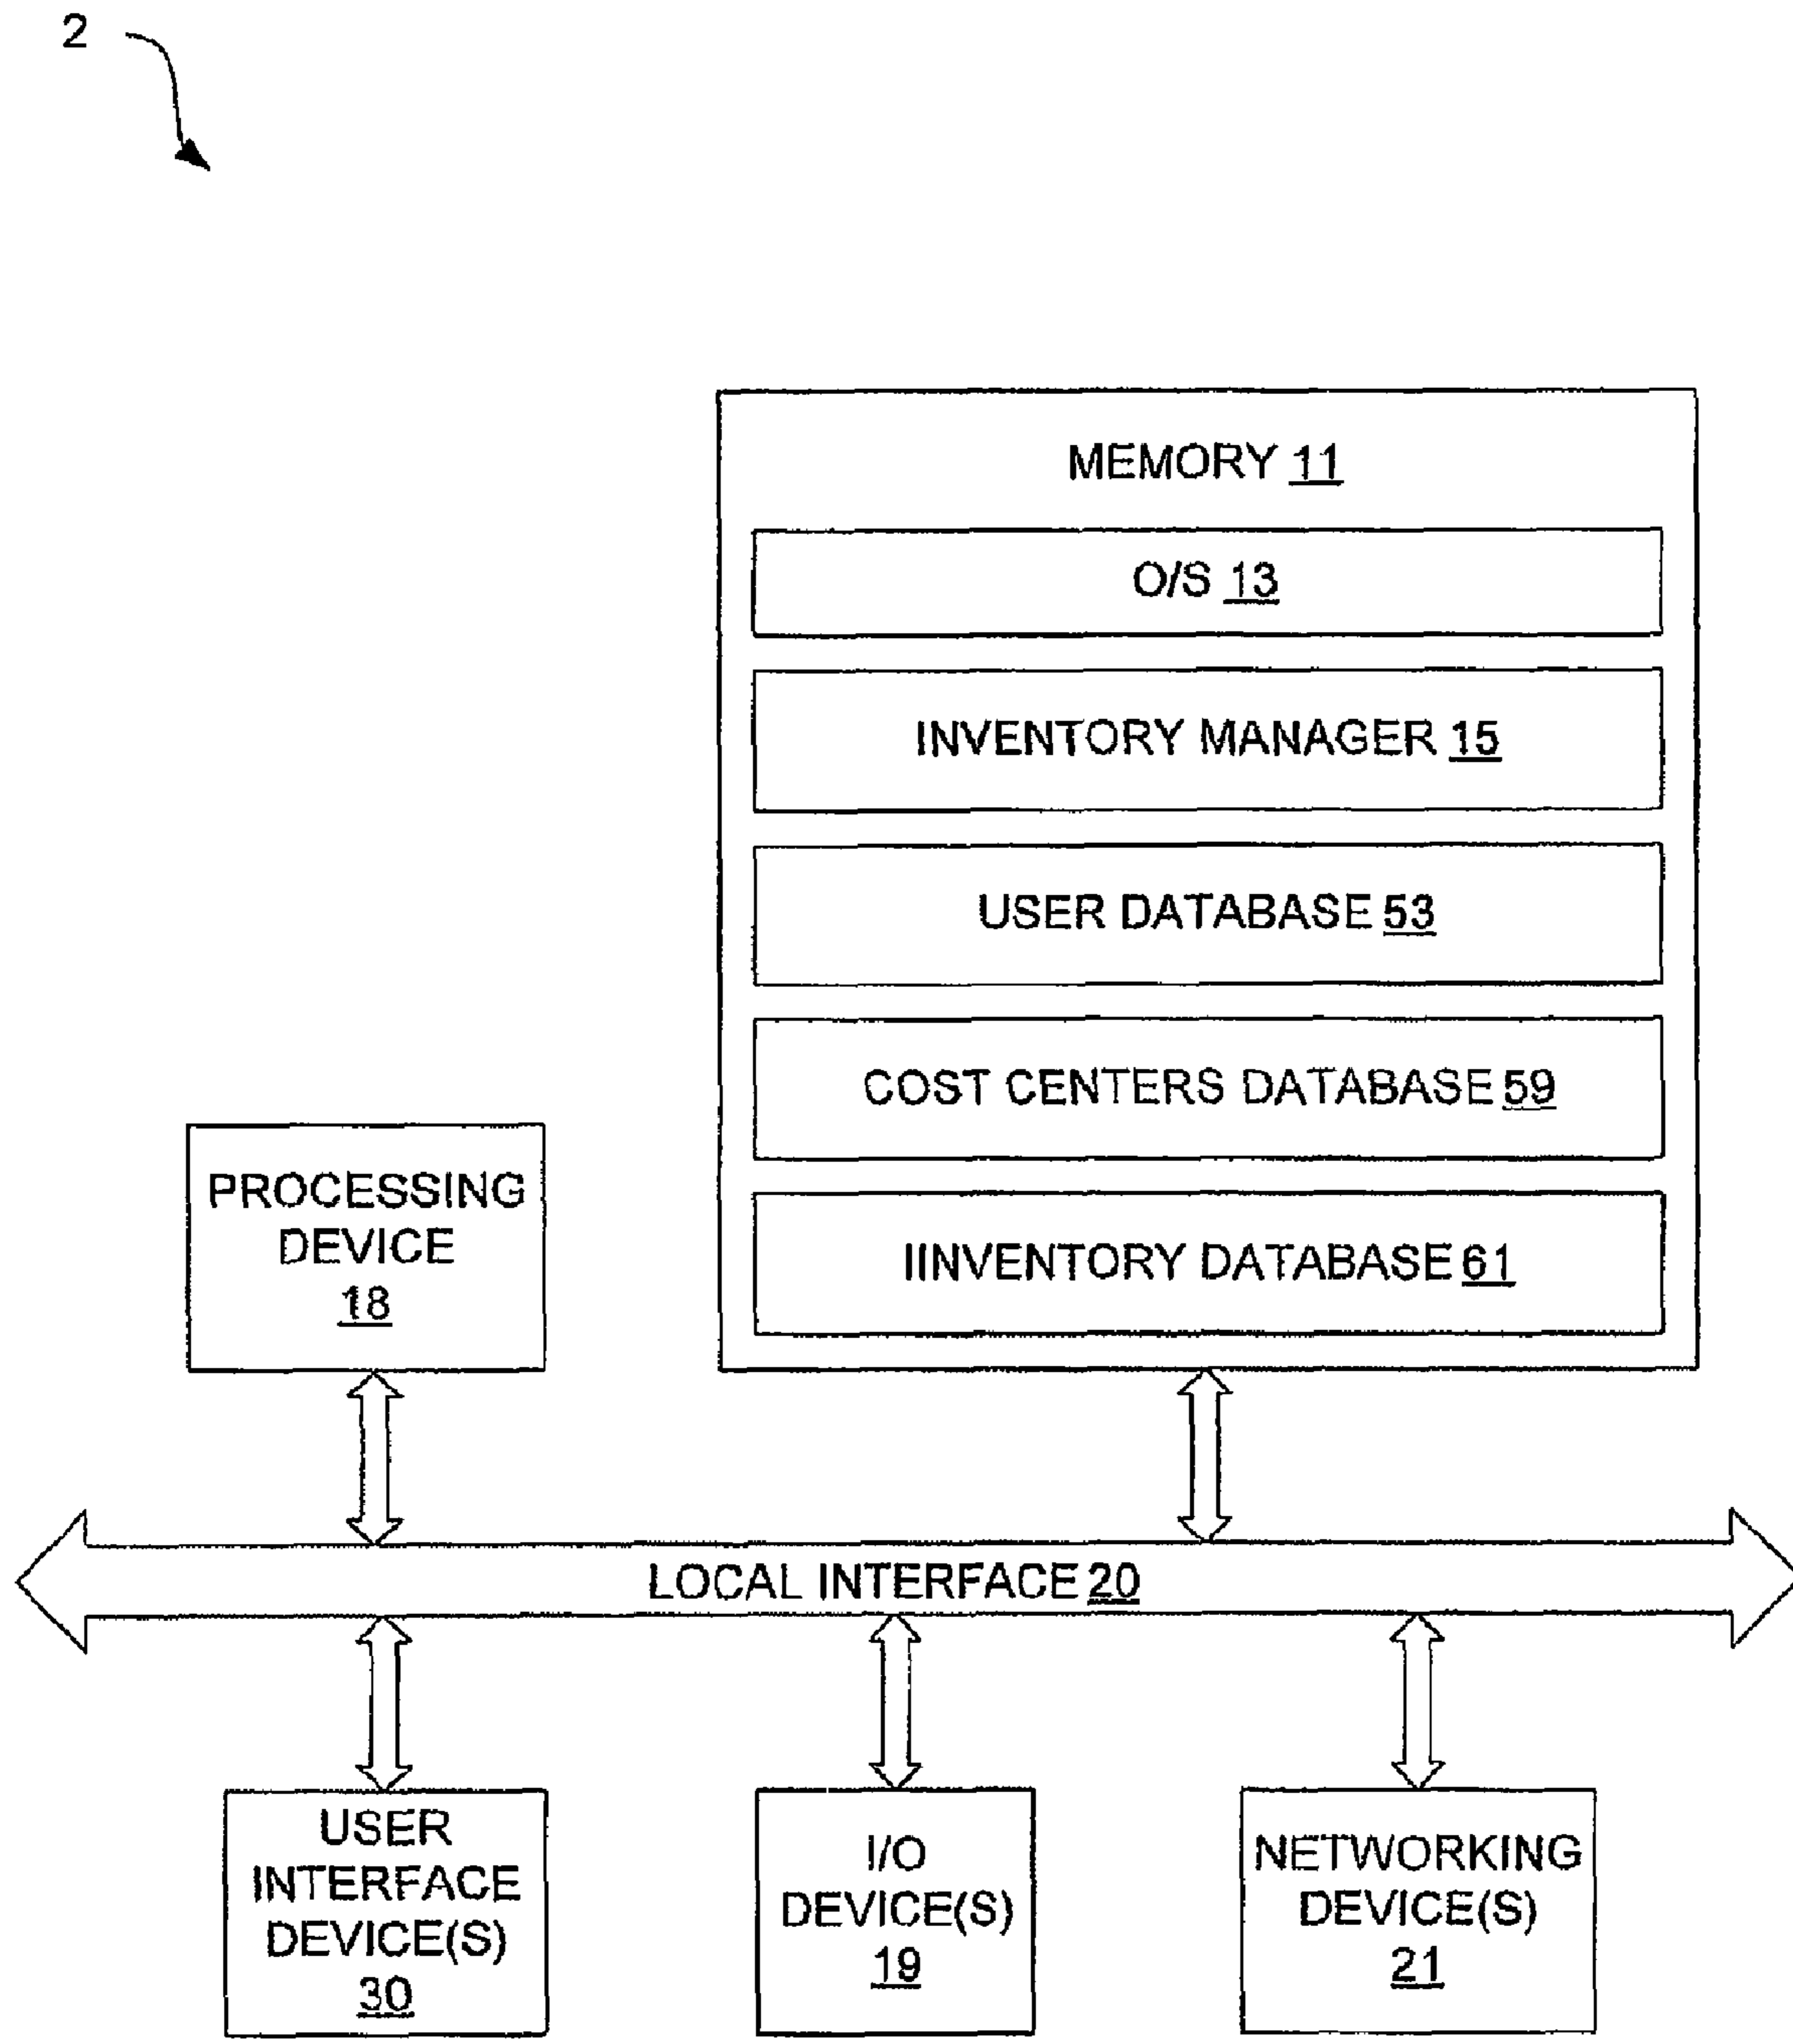 2
MEMORY 11
O/S 13
INVENTORY MANAGER 15
USER DATABASE 53
COST CENTERS DATABASE 59
IINVENTORY DATABASE 61
PROCESSING
DEVICE
18
LOCAL INTERFACE 20
USER
INTERFACE
DEVICE(S)
30
I/O
DEVICE(S)
19
NETWORKING
DEVICE(S)
21